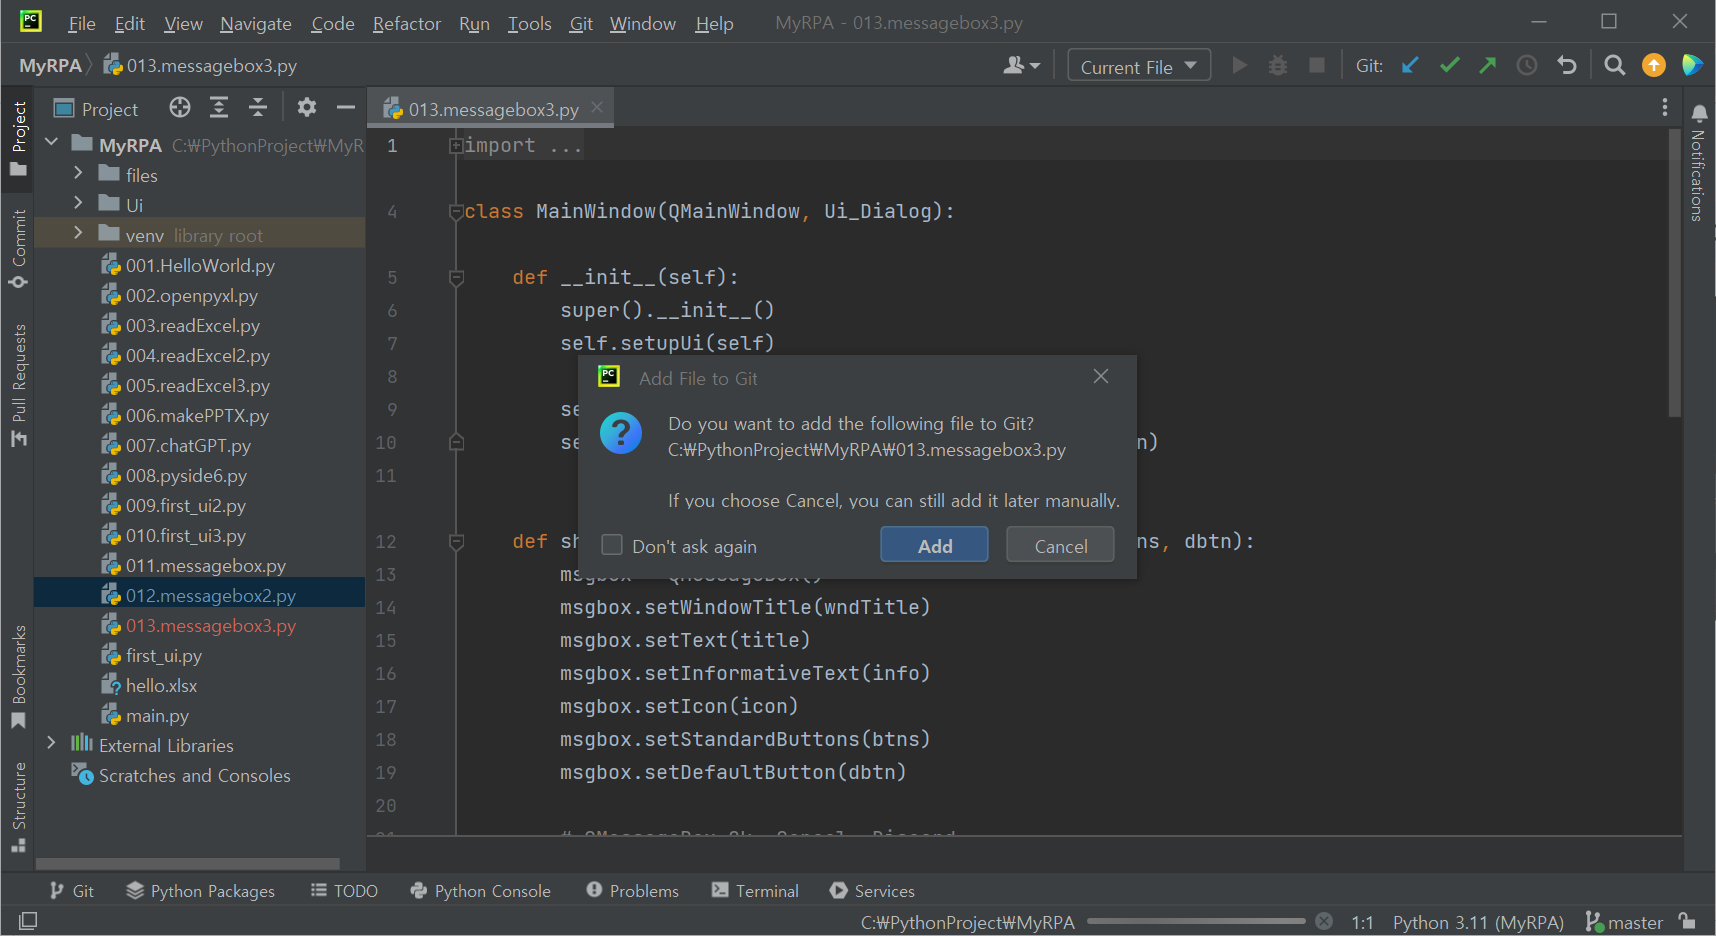 File Edit View Navigate Code Refactor Run Tools Git Window Help MyRPA - 013.messagebox3.py
MyRPA 013.messagebox3.py Current File Git:
Project
013.messagebox3.py
Project
Commit
Pull Requests
Bookmarks
Structure
MyRPA C:₩PythonProject₩MyR
files
Ui
venv library root
001.HelloWorld.py
002.openpyxl.py
003.readExcel.py
004.readExcel2.py
005.readExcel3.py
006.makePPTX.py
007.chatGPT.py
008.pyside6.py
009.first_ui2.py
010.first_ui3.py
011.messagebox.py
012.messagebox2.py
013.messagebox3.py
first_ui.py
hello.xlsx
main.py
External Libraries
Scratches and Consoles
1 import ...
4 class MainWindow(QMainWindow, Ui_Dialog):
5 def __init__(self):
6 super().__init__()
7 self.setupUi(self)
8
9 se
10 se n)
11
12 def sh ns, dbtn):
13 msgbox = QMessageBox()
14 msgbox.setWindowTitle(wndTitle)
15 msgbox.setText(title)
16 msgbox.setInformativeText(info)
17 msgbox.setIcon(icon)
18 msgbox.setStandardButtons(btns)
19 msgbox.setDefaultButton(dbtn)
20
21 # QMessageBox.Ok, Cancel, Discard
PC
Add File to Git
Do you want to add the following file to Git?
C:₩PythonProject₩MyRPA₩013.messagebox3.py
If you choose Cancel, you can still add it later manually.
Don't ask again
Add
Cancel
Notifications
Git Python Packages TODO Python Console Problems Terminal Services
C:₩PythonProject₩MyRPA 1:1 Python 3.11 (MyRPA) master